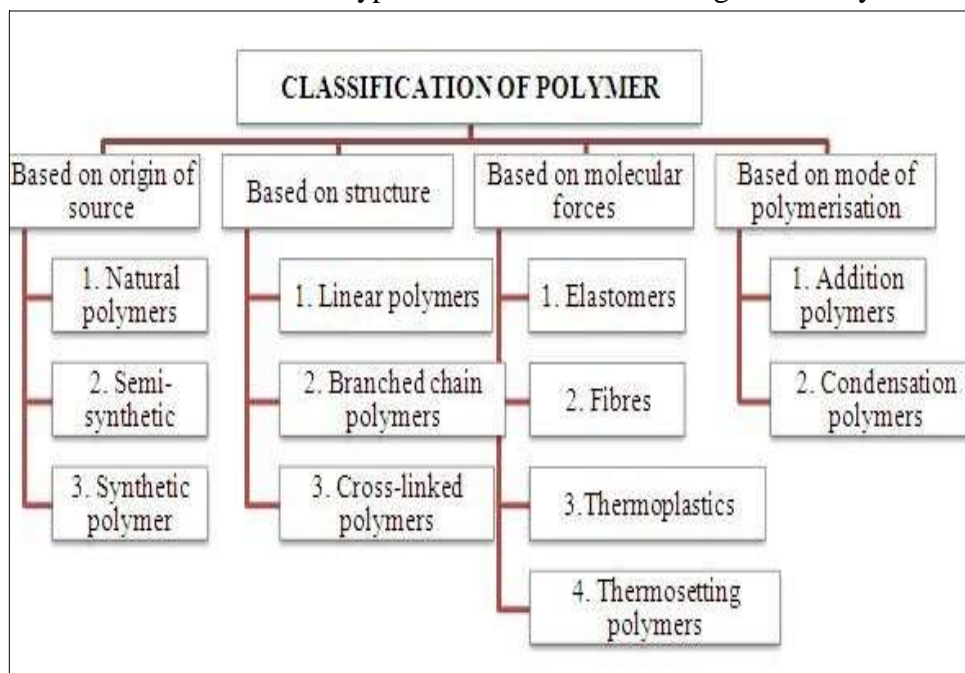 CLASSIFICATION OF POLYMER
Based on origin of
source
1. Natural
polymers
2. Semi-
synthetic
3. Synthetic
polymer
Based on structure
1. Linear polymers
2. Branched chain
polymers
3. Cross-linked
polymers
Based on molecular
forces
1. Elastomers
2. Fibres
3.Thermoplastics
4. Thermosetting
polymers
Based on mode of
polymerisation
1. Addition
polymers
2. Condensation
polymers